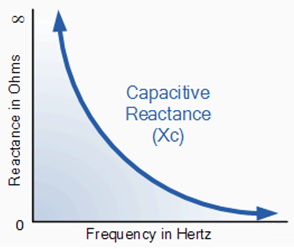 ∞
Reactance in Ohms
Capacitive
Reactance
(Xc)
0
Frequency in Hertz